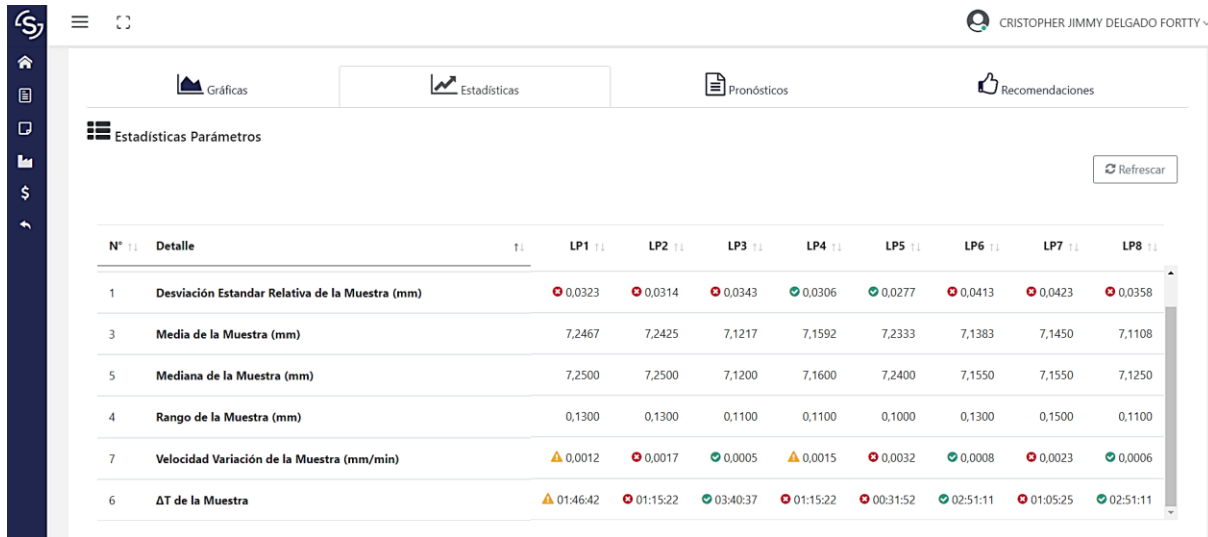 CRISTOPHER JIMMY DELGADO FORTTY
Gráficas Estadísticas Pronósticos Recomendaciones
Estadísticas Parámetros
Refrescar
N° Detalle LP1 LP2 LP3 LP4 LP5 LP6 LP7 LP8
1 Desviación Estandar Relativa de la Muestra (mm) 0,0323 0,0314 0,0343 0,0306 0,0277 0,0413 0,0423 0,0358
3 Media de la Muestra (mm) 7,2467 7,2425 7,1217 7,1592 7,2333 7,1383 7,1450 7,1108
5 Mediana de la Muestra (mm) 7,2500 7,2500 7,1200 7,1600 7,2400 7,1550 7,1550 7,1250
4 Rango de la Muestra (mm) 0,1300 0,1300 0,1100 0,1100 0,1000 0,1300 0,1500 0,1100
7 Velocidad Variación de la Muestra (mm/min) 0,0012 0,0017 0,0005 0,0015 0,0032 0,0008 0,0023 0,0006
6 ΔT de la Muestra 01:46:42 01:15:22 03:40:37 01:15:22 00:31:52 02:51:11 01:05:25 02:51:11